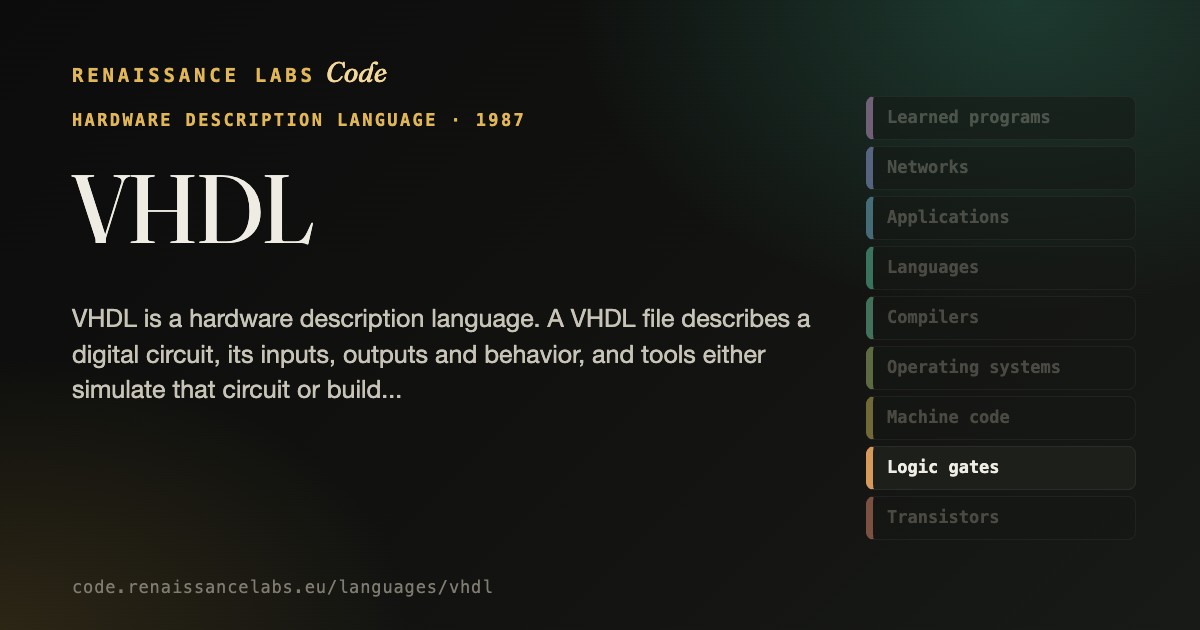 RENAISSANCE LABS Code
HARDWARE DESCRIPTION LANGUAGE · 1987
VHDL
VHDL is a hardware description language. A VHDL file describes a
digital circuit, its inputs, outputs and behavior, and tools either
simulate that circuit or build...
code.renaissancelabs.eu/languages/vhdl
Learned programs
Networks
Applications
Languages
Compilers
Operating systems
Machine code
Logic gates
Transistors